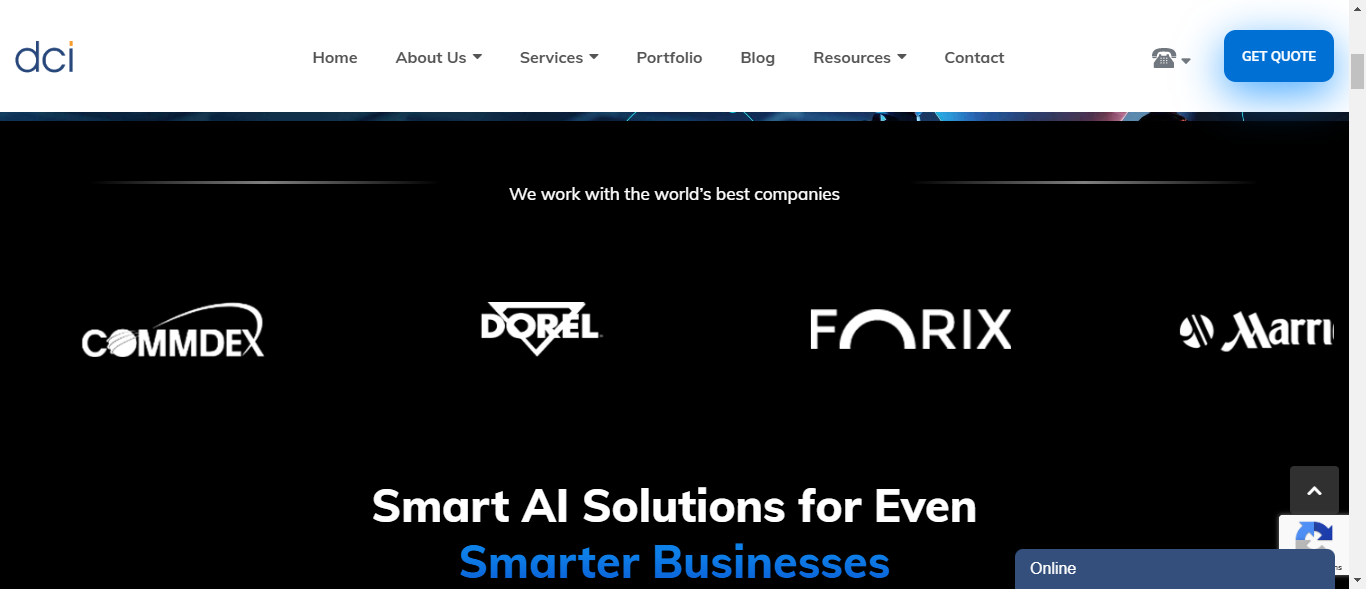 dci
Home
About Us
Services
Portfolio
Blog
Resources
Contact
GET QUOTE
We work with the world’s best companies
COMMDEX
DOREL
FORIX
Marri
Smart AI Solutions for Even
Smarter Businesses
Online